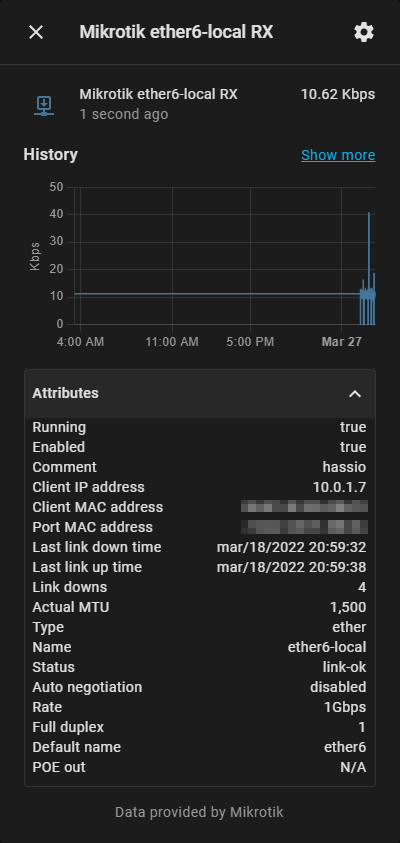 Mikrotik ether6-local RX
Mikrotik ether6-local RX 10.62 Kbps
1 second ago
History Show more
50
40
30
20
10
0
Kbps
4:00 AM 11:00 AM 5:00 PM Mar 27
Attributes
Running true
Enabled true
Comment hassio
Client IP address 10.0.1.7
Client MAC address
Port MAC address
Last link down time mar/18/2022 20:59:32
Last link up time mar/18/2022 20:59:38
Link downs 4
Actual MTU 1,500
Type ether
Name ether6-local
Status link-ok
Auto negotiation disabled
Rate 1Gbps
Full duplex 1
Default name ether6
POE out N/A
Data provided by Mikrotik